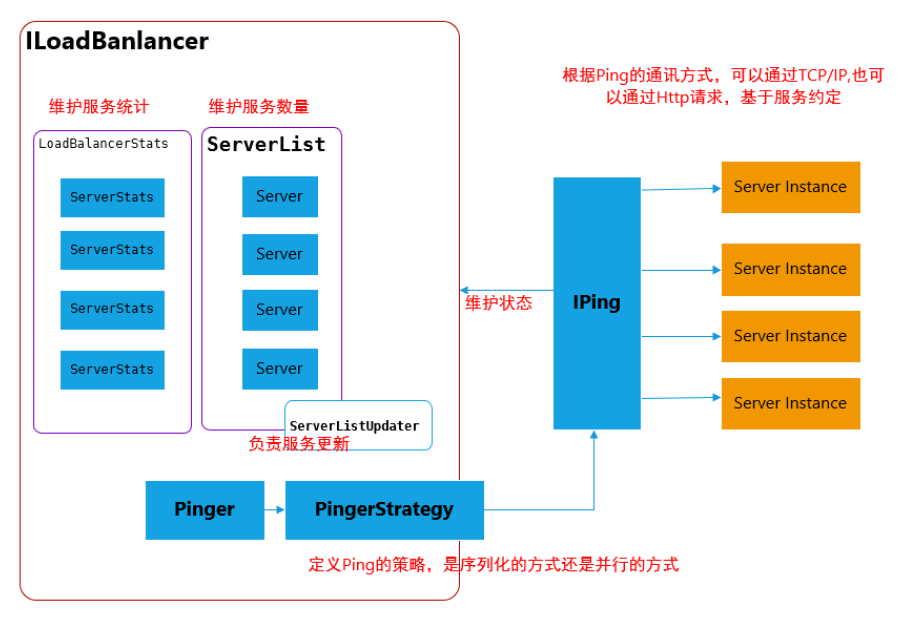 ILoadBanlancer
根据Ping的通讯方式，可以通过TCP/IP,也可
以通过Http请求，基于服务约定
维护服务统计
维护服务数量
LoadBalancerStats
ServerList
ServerStats
ServerStats
ServerStats
ServerStats
Server
Server
Server
Server
ServerListUpdater
负责服务更新
维护状态
IPing
Server Instance
Server Instance
Server Instance
Server Instance
Pinger
PingerStrategy
定义Ping的策略，是序列化的方式还是并行的方式